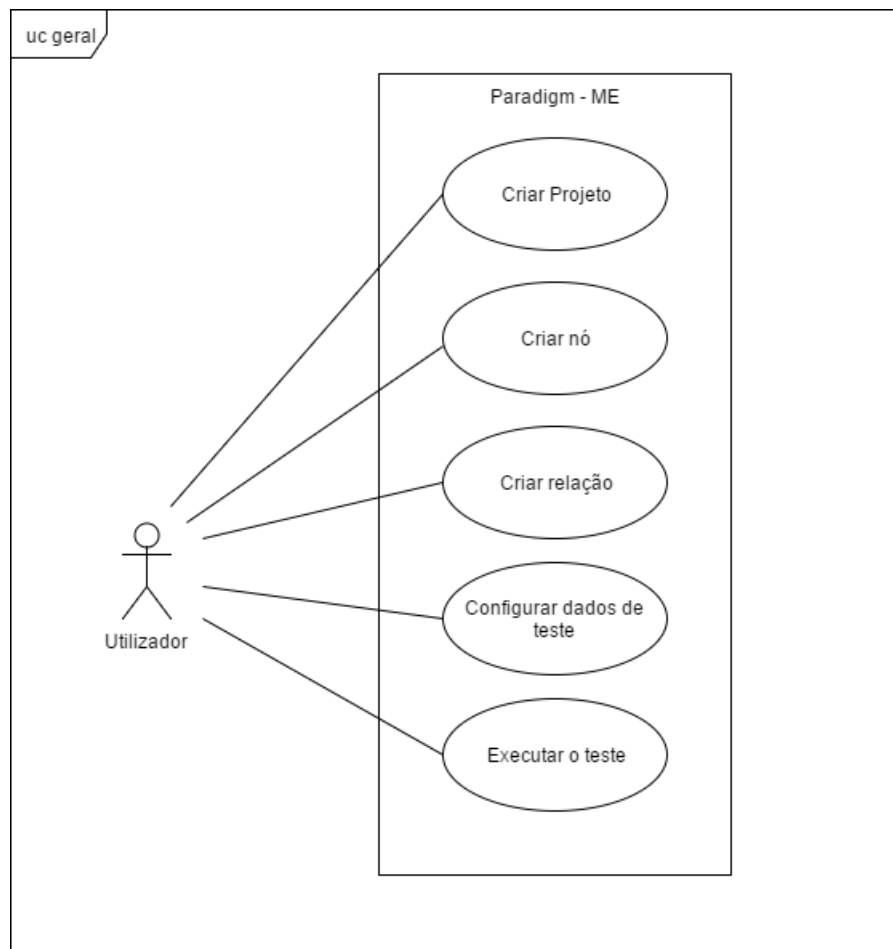 uc geral
Paradigm - ME
Criar Projeto
Criar nó
Criar relação
Configurar dados de
teste
Executar o teste
Utilizador